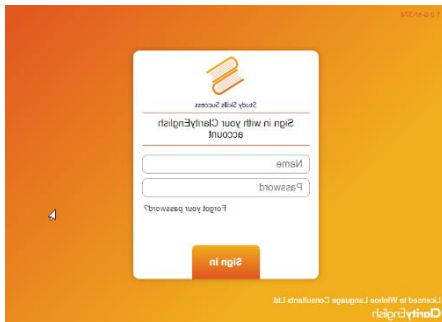 Study Skills Success
Sign in with your ClarityEnglish
account
Name
Password
Forgot your password?
Sign in
Licensed to Winhoe Language Consultants Ltd.
ClarityEnglish